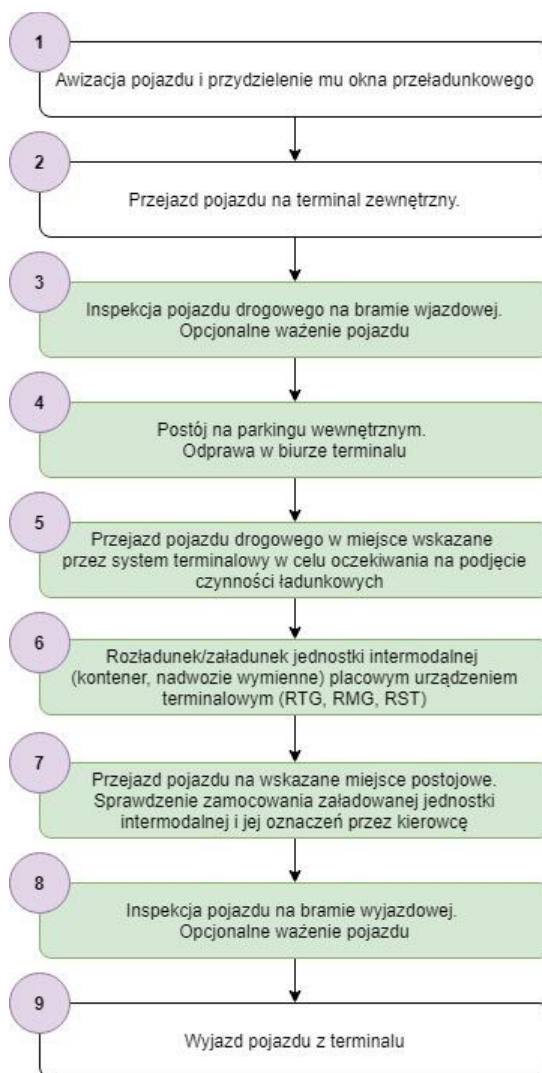 1
Awizacja pojazdu i przydzielenie mu okna przeładunkowego
2
Przejazd pojazdu na terminal zewnętrzny.
3
Inspekcja pojazdu drogowego na bramie wjazdowej.
Opcjonalne ważenie pojazdu
4
Postój na parkingu wewnętrznym.
Odprawa w biurze terminalu
5
Przejazd pojazdu drogowego w miejsce wskazane
przez system terminalowy w celu oczekiwania na podjęcie
czynności ładunkowych
6
Rozładunek/załadunek jednostki intermodalnej
(kontener, nadwozie wymienne) placowym urządzeniem
terminalowym (RTG, RMG, RST)
7
Przejazd pojazdu na wskazane miejsce postojowe.
Sprawdzenie zamocowania załadowanej jednostki
intermodalnej i jej oznaczeń przez kierowcę
8
Inspekcja pojazdu na bramie wyjazdowej.
Opcjonalne ważenie pojazdu
9
Wyjazd pojazdu z terminalu